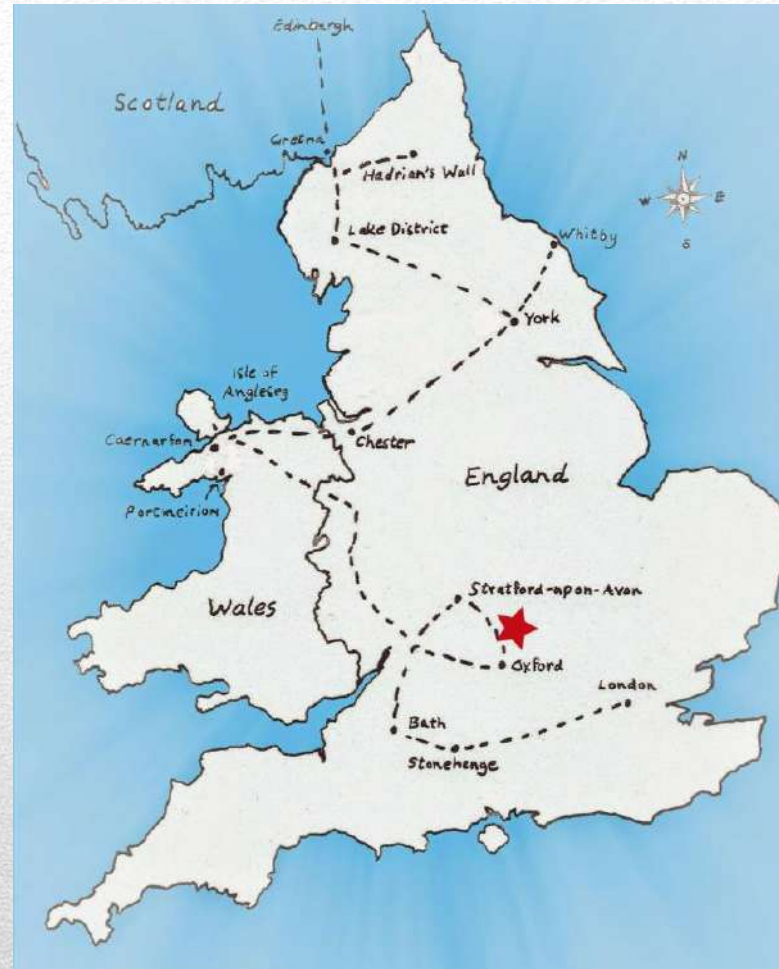 Edinburgh
Scotland
Gretna
Hadrian's Wall
N
W
E
S
Lake District
Whitby
York
Isle of
Anglesey
Caernarfon
Chester
England
Stratford-upon-Avon
Wales
Oxford
London
Bath
Stonehenge